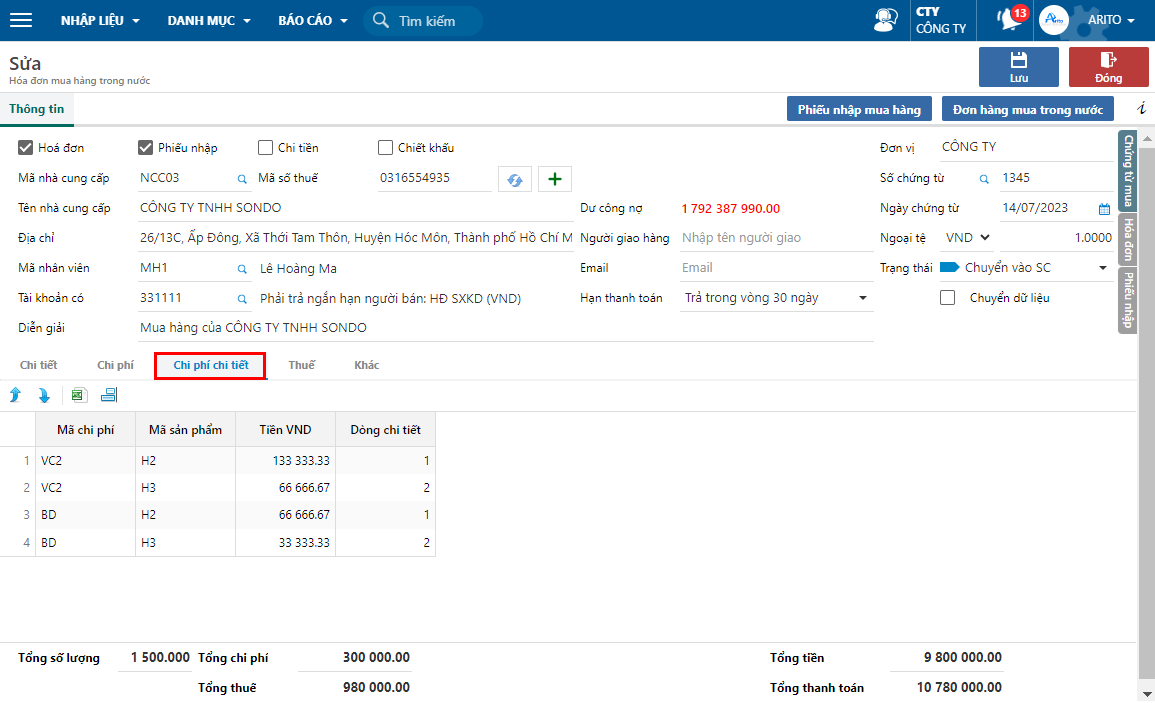 NHẬP LIỆU DANH MỤC BÁO CÁO Tìm kiếm CTY CÔNG TY 13 Arito ARITO
Sửa
Hóa đơn mua hàng trong nước
Lưu Đóng
Thông tin Phiếu nhập mua hàng Đơn hàng mua trong nước i
Hoá đơn Phiếu nhập Chi tiền Chiết khấu Đơn vị CÔNG TY
Mã nhà cung cấp NCC03 Mã số thuế 0316554935 Số chứng từ 1345
Tên nhà cung cấp CÔNG TY TNHH SONDO Dư công nợ 1 792 387 990.00 Ngày chứng từ 14/07/2023
Địa chỉ 26/13C, Ấp Đông, Xã Thới Tam Thôn, Huyện Hóc Môn, Thành phố Hồ Chí M Người giao hàng Nhập tên người giao Ngoại tệ VND 1.0000
Mã nhân viên MH1 Lê Hoàng Ma Email Email Trạng thái Chuyển vào SC
Tài khoản có 331111 Phải trả ngắn hạn người bán: HĐ SXKD (VND) Hạn thanh toán Trả trong vòng 30 ngày Chuyển dữ liệu
Diễn giải Mua hàng của CÔNG TY TNHH SONDO
Chứng từ mua
Hóa đơn
Phiếu nhập
Chi tiết Chi phí Chi phí chi tiết Thuế Khác
Mã chi phí Mã sản phẩm Tiền VND Dòng chi tiết
1 VC2 H2 133 333.33 1
2 VC2 H3 66 666.67 2
3 BD H2 66 666.67 1
4 BD H3 33 333.33 2
Tổng số lượng 1 500.000 Tổng chi phí 300 000.00 Tổng tiền 9 800 000.00
Tổng thuế 980 000.00 Tổng thanh toán 10 780 000.00